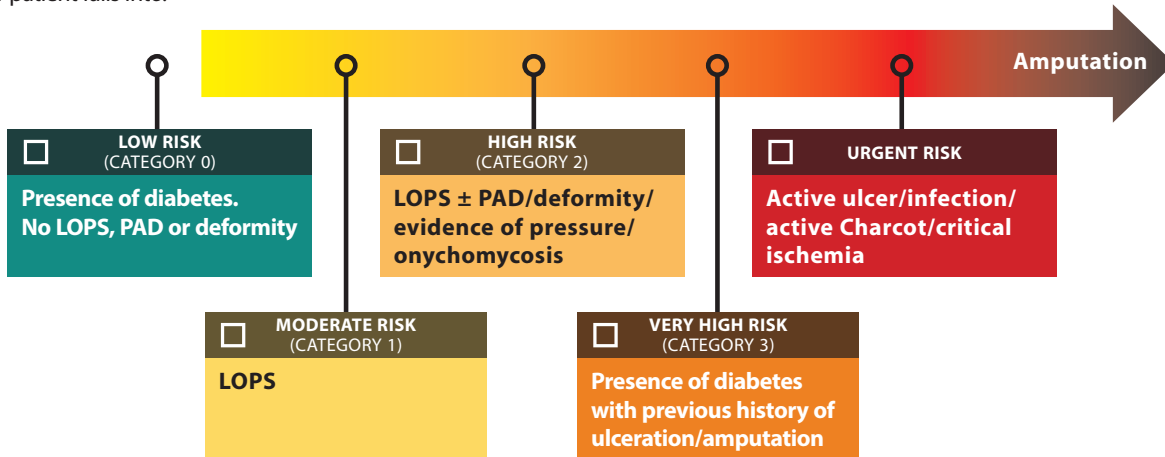 Amputation
LOW RISK
(CATEGORY 0)
Presence of diabetes.
No LOPS, PAD or deformity
MODERATE RISK
(CATEGORY 1)
LOPS
HIGH RISK
(CATEGORY 2)
LOPS ± PAD/deformity/
evidence of pressure/
onychomycosis
VERY HIGH RISK
(CATEGORY 3)
Presence of diabetes
with previous history of
ulceration/amputation
URGENT RISK
Active ulcer/infection/
active Charcot/critical
ischemia